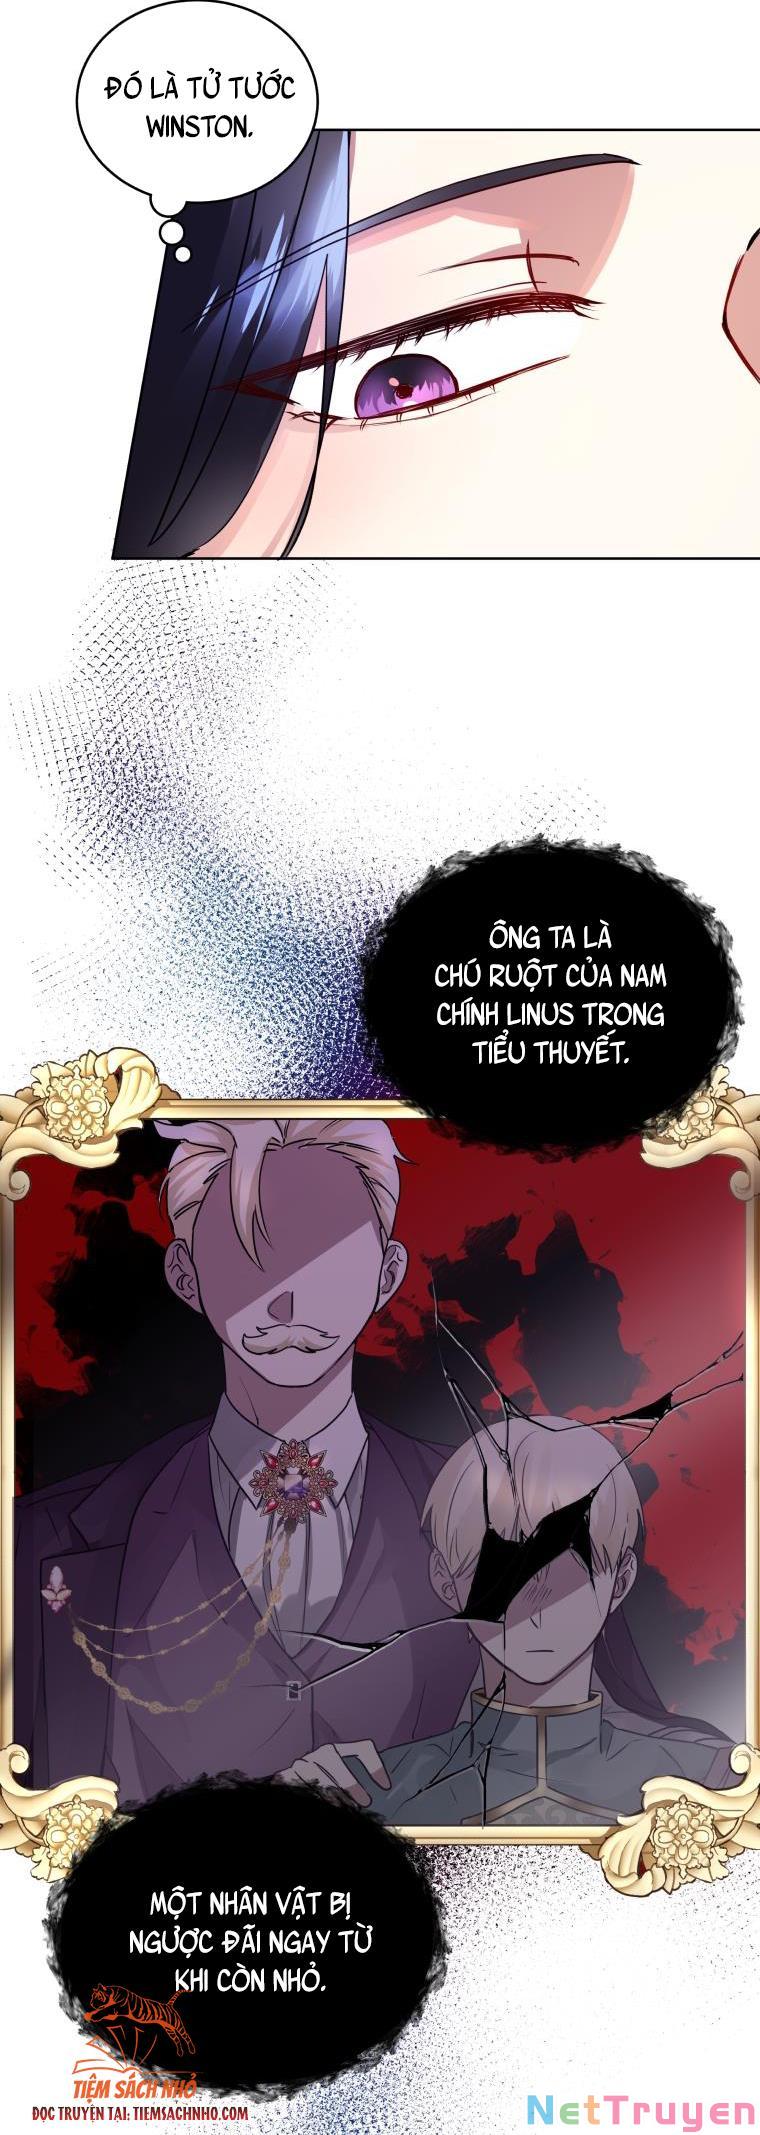 ĐÓ LÀ TỬ TƯỚC
WINSTON.
ÔNG TA LÀ
CHÚ RUỘT CỦA NAM
CHÍNH LINUS TRONG
TIỂU THUYẾT.
MỘT NHÂN VẬT BỊ
NGƯỢC ĐÃI NGAY TỪ
KHI CÒN NHỎ.
TIỆM SÁCH NHỎ
ĐỌC TRUYỆN TẠI: TIEMSACHNHO.COM
NetTruyen